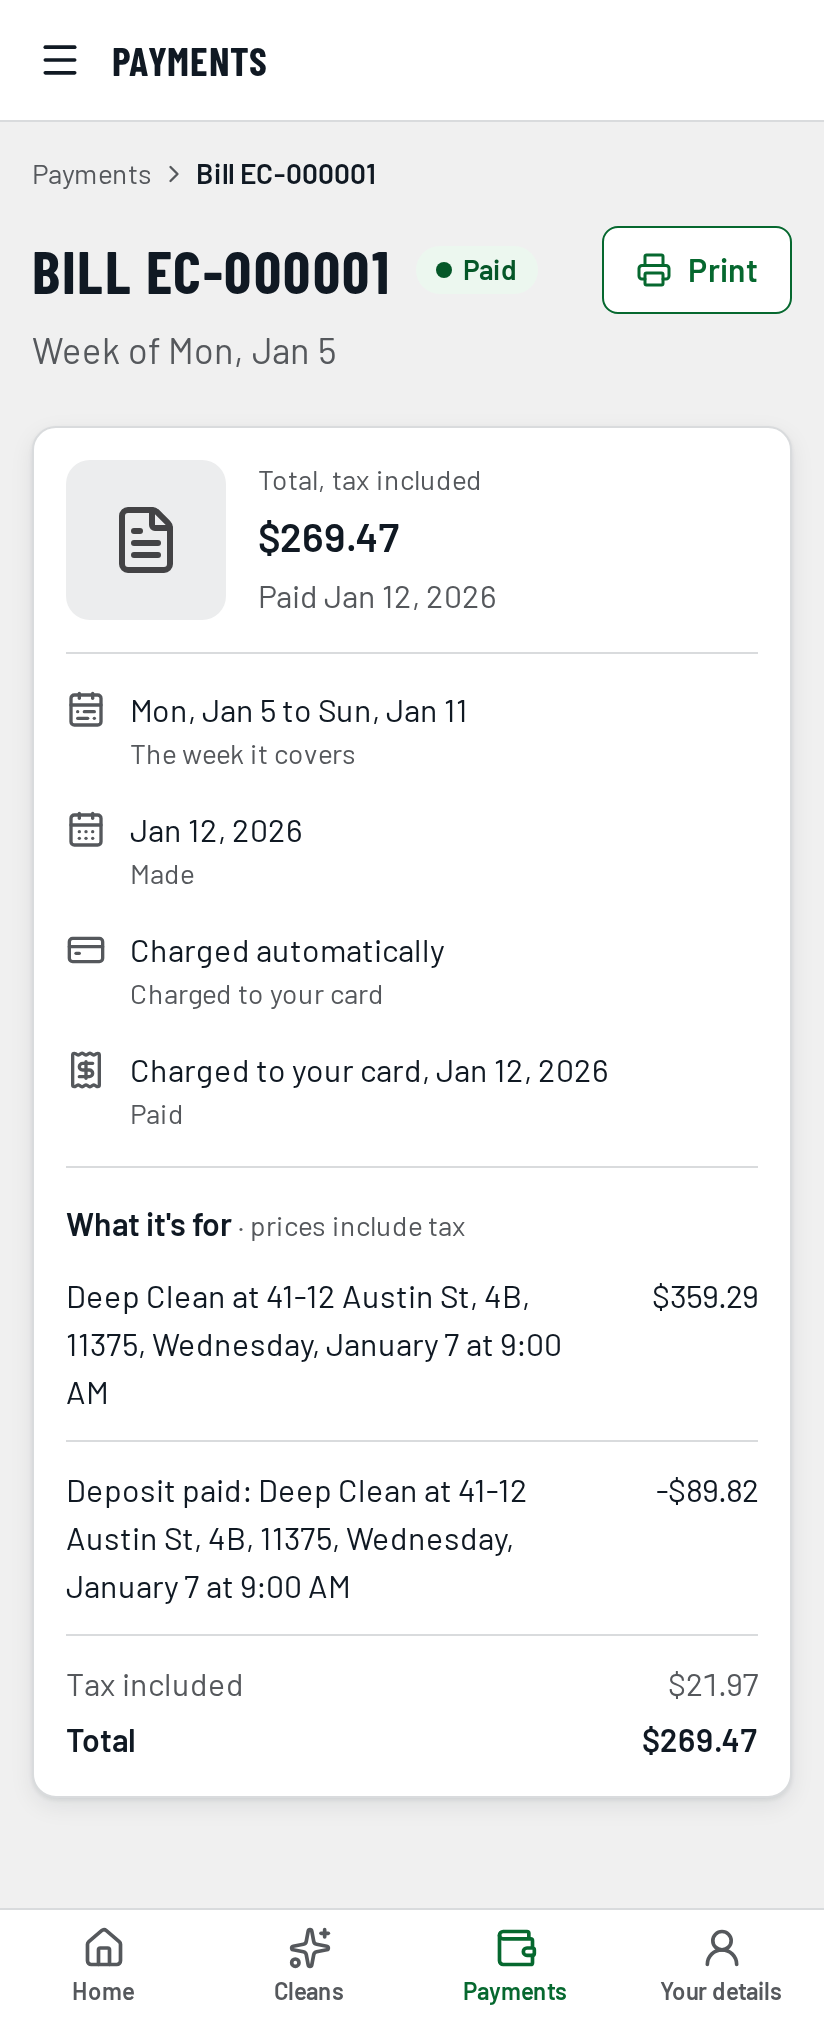 PAYMENTS
Payments > Bill EC-000001
BILL EC-000001
Paid
Print
Week of Mon, Jan 5
Total, tax included
$269.47
Paid Jan 12, 2026
Mon, Jan 5 to Sun, Jan 11
The week it covers
Jan 12, 2026
Made
Charged automatically
Charged to your card
Charged to your card, Jan 12, 2026
Paid
What it's for · prices include tax
Deep Clean at 41-12 Austin St, 4B, $359.29
11375, Wednesday, January 7 at 9:00
AM
Deposit paid: Deep Clean at 41-12 -$89.82
Austin St, 4B, 11375, Wednesday,
January 7 at 9:00 AM
Tax included $21.97
Total $269.47
Home
Cleans
Payments
Your details